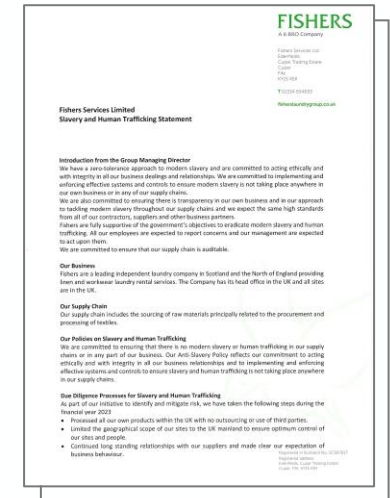 FISHERS
Fishers Services Ltd
Cupar Trading Estate
Cupar
Fife
fisherslaundrygroup.co.uk
Fishers Services Limited
Slavery and Human Trafficking Statement
Introduction from the Group Managing Director
We have a zero-tolerance approach to modern slavery and are committed to acting ethically and
with integrity in all our business dealings and relationships. We are committed to implementing and
enforcing effective systems and controls to ensure modern slavery is not taking place anywhere in
our own business or in any of our supply chains.
We are also committed to ensuring there is transparency in our own business and in our approach
to tackling modern slavery throughout our supply chains and we expect the same high standards
from all of our contractors, suppliers and other business partners.
Fishers are fully supportive of the government's objectives to eradicate modern slavery and human
trafficking. All our employees are expected to report concerns and our management are expected
to act upon them.
We are committed to ensure that our supply chain is auditable.
Our Business
Fishers are a leading independent laundry company in Scotland and the North of England providing
linen and workwear laundry rental services. The Company has its head office in the UK and all sites
are in the UK.
Our Supply Chain
Our supply chain includes the sourcing of raw materials principally related to the procurement and
processing of textiles.
Our Policies on Slavery and Human Trafficking
We are committed to ensuring that there is no modern slavery or human trafficking in our supply
chains or in any part of our business. Our Anti-Slavery Policy reflects our commitment to acting
ethically and with integrity in all our business relationships and to implementing and enforcing
effective systems and controls to ensure slavery and human trafficking is not taking place anywhere
in our supply chains.
Due Diligence Processes for Slavery and Human Trafficking
As part of our initiative to identify and mitigate risk, we have taken the following steps during the
financial year 2023
• Processed all our own products within the UK with no outsourcing or use of third parties.
• Limited the geographical scope of our sites to the UK mainland to ensure optimum control of
our sites and people.
• Continued long standing relationships with our suppliers and made clear our expectation of
business behaviour.
Registered address